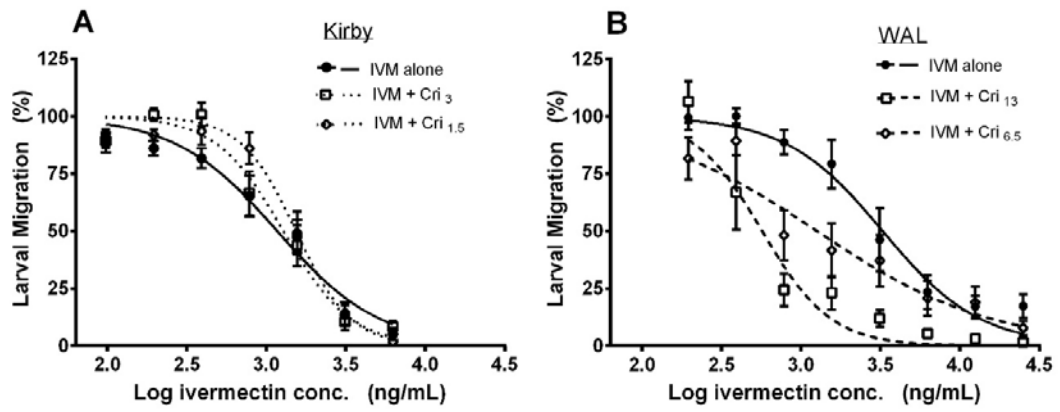 A
Kirby
IVM alone
IVM + Cri 3
IVM + Cri 1.5
Larval Migration (%)
125
100
75
50
25
0
2.0 2.5 3.0 3.5 4.0 4.5
Log ivermectin conc. (ng/mL)
B
WAL
IVM alone
IVM + Cri 13
IVM + Cri 6.5
Larval Migration (%)
125
100
75
50
25
0
2.0 2.5 3.0 3.5 4.0 4.5
Log ivermectin conc. (ng/mL)